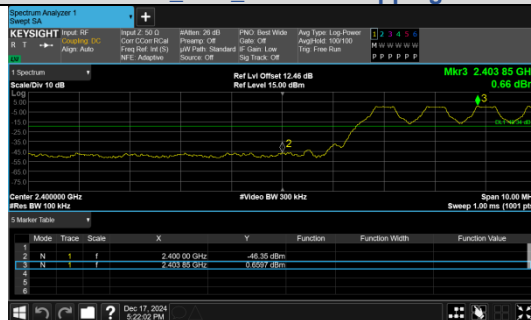 Spectrum Analyzer 1
Swept SA
KEYSIGHT Input: RF Input Z: 50 Ω #Atten: 26 dB PNO: Best Wide Avg Type: Log-Power 1 2 3 4 5 6
R T Coupling: DC Corr CCorr RCal Preamp: Off Gate: Off Avg|Hold: 100/100 M W W W W W
Align: Auto Freq Ref: Int (S) µW Path: Standard IF Gain: Low Trig: Free Run P P P P P P
NFE: Adaptive Source: Off Sig Track: Off
1 Spectrum Ref Lvl Offset 12.46 dB Mkr3 2.403 85 GHz
Scale/Div 10 dB Ref Level 15.00 dBm 0.66 dBm
Log
5.00
-5.00
-15.0
-25.0
-35.0
-45.0
-55.0
-65.0
-75.0
2
3
Center 2.400000 GHz #Video BW 300 kHz Span 10.00 MHz
#Res BW 100 kHz Sweep 1.00 ms (1001 pts)
5 Marker Table
Mode Trace Scale X Y Function Function Width Function Value
1
2 N 1 f 2.400 00 GHz -46.35 dBm
3 N 1 f 2.403 85 GHz 0.6597 dBm
4
5
6
Dec 17, 2024
5:22:02 PM